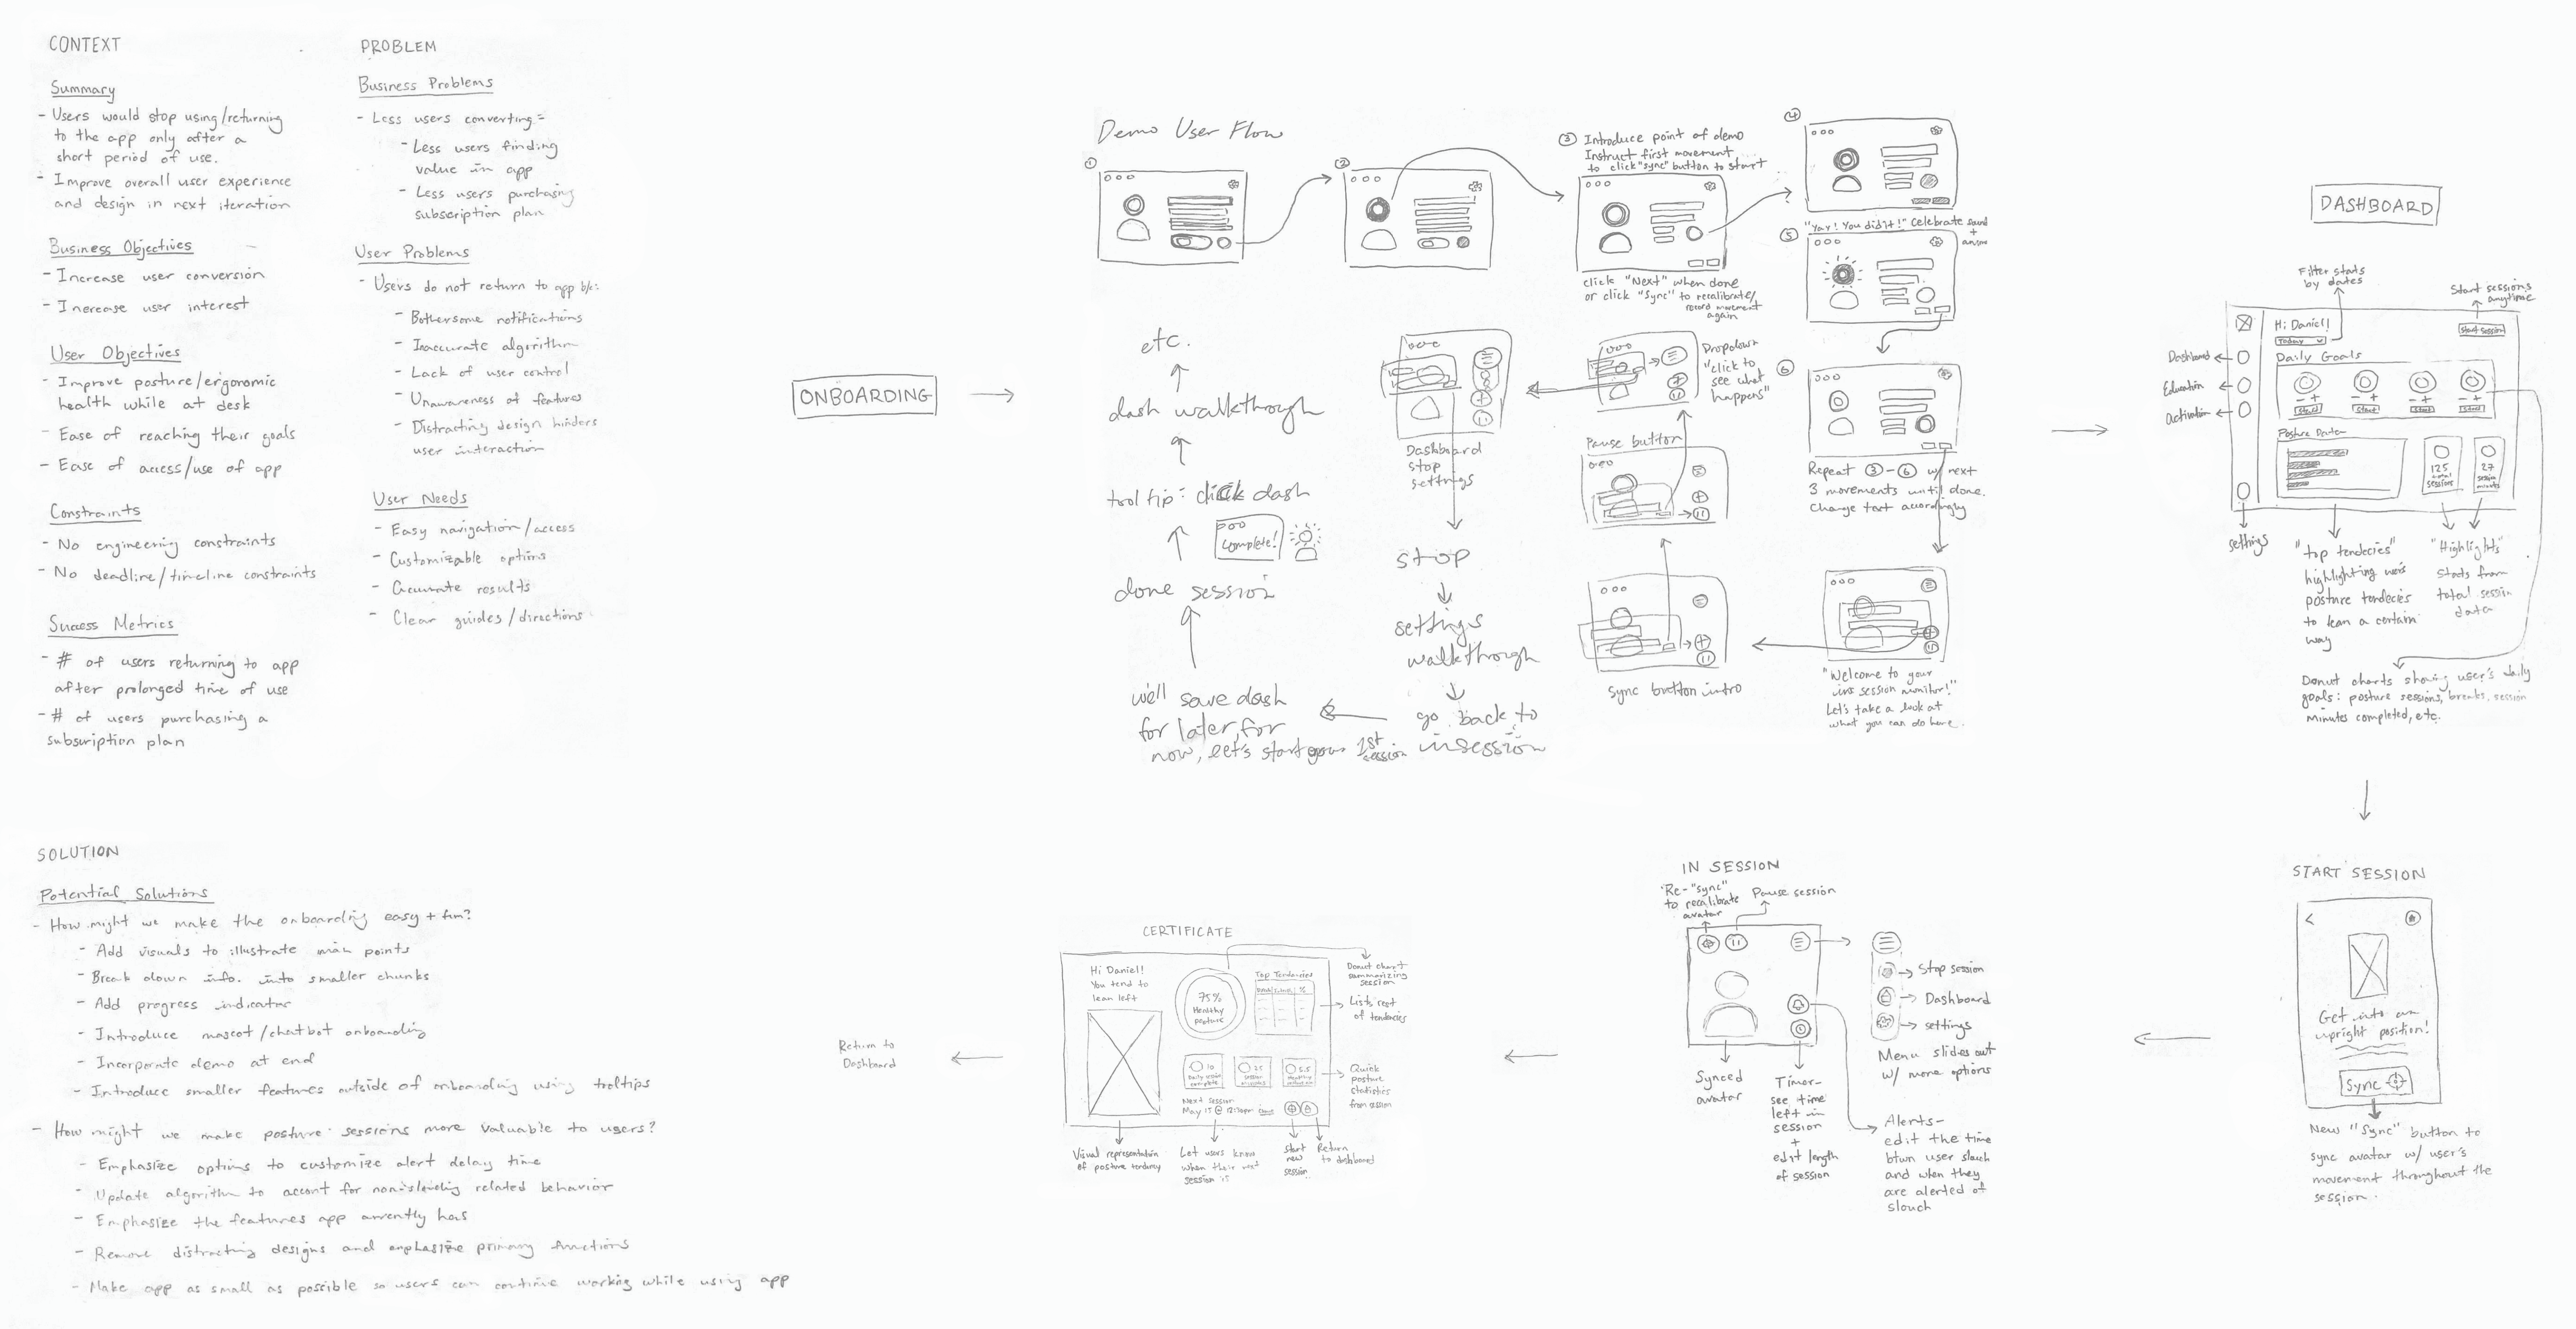 CONTEXT
Summary
- Users would stop using/returning
to the app only after a
short period of use.
- Improve overall user experience
and design in next iteration
Business Objectives
- Increase user conversion
- Increase user interest
User Objectives
- Improve posture/ergonomic
health while at desk
- Ease of reaching their goals
- Ease of access/use of app
Constraints
- No engineering constraints
- No deadline/timeline constraints
Success Metrics
- # of users returning to app
after prolonged time of use
- # of users purchasing a
subscription plan
PROBLEM
Business Problems
- Less users converting =
- Less users finding
value in app
- Less users purchasing
subscription plan
User Problems
- Users do not return to app b/c:
- Bothersome notifications
- Inaccurate algorithm
- Lack of user control
- Unawareness of features
- Distracting design hinders
user interaction
User Needs
- Easy navigation/access
- Customizable options
- Accurate results
- Clear guides/directions
ONBOARDING
Demo User Flow
①
②
③ Introduce point of demo
Instruct first movement
to click "sync" button to start
click "Next" when done
or click "Sync" to recalibrate/
record movement
again
④
"Yay! You did it!" Celebrate sound
+
⑤
⑥
Repeat ③-⑥ w/ next
3 movements until done.
Change text accordingly
"Welcome to your
session monitor!"
Let's take a look at
what you can do here.
Sync button intro
Pause button
Dropdown
"click to
see what
happens"
Dashboard
stop
settings
stop
settings
walkthrough
go back to
insession
we'll save dash
for later, for
now, let's start your 1st
session
done session
Complete!
tool tip: click dash
dash walkthrough
etc.
DASHBOARD
Filter stats
by dates
Start sessions
anytime
Hi Daniel!
Today
Start session
Daily Goals
- +
- +
- +
- +
Start
Start
Start
Start
Posture Data
125
sessions
27
session
minutes
Dashboard
Education
Activation
settings
"top tendecies"
highlighting user's
posture tendecies
to lean a certain
way
"Highlights"
stats from
total session
data
Donut charts showing user's daily
goals: posture sessions, breaks, session
minutes completed, etc.
START SESSION
Get into an
upright position!
Sync
New "Sync" button to
sync avatar w/ user's
movement throughout the
session.
IN SESSION
"Re-"sync"
to recalibrate
avatar
Pause session
Stop session
Dashboard
settings
Menu slides out
w/ more options
Synced
avatar
Timer-
see time
left in
session
+
edit length
of session
Alerts-
edit the time
btwn user slouch
and when they
are alerted of
slouch
CERTIFICATE
Hi Daniel!
You tend to
lean left
75%
Healthy
posture
Top Tendencies
%
10
25
5.5
Next session
May 15 @ 12:30pm
Donut chart
summarizing
session
Lists rest
of tendencies
Quick
posture
statistics
from session
Visual representation
of posture tendency
Let users know
when their next
session is
Start
new
session
Return
to dashboard
Return to
Dashboard
SOLUTION
Potential Solutions
- How might we make the onboarding easy + fun?
- Add visuals to illustrate main points
- Break down info. into smaller chunks
- Add progress indicator
- Introduce mascot/chatbot onboarding
- Incorporate demo at end
- Introduce smaller features outside of onboarding using tooltips
- How might we make posture sessions more valuable to users?
- Emphasize options to customize alert delay time
- Update algorithm to account for non-slouching related behavior
- Emphasize the features app currently has
- Remove distracting designs and emphasize primary functions
- Make app as small as possible so users can continue working while using app